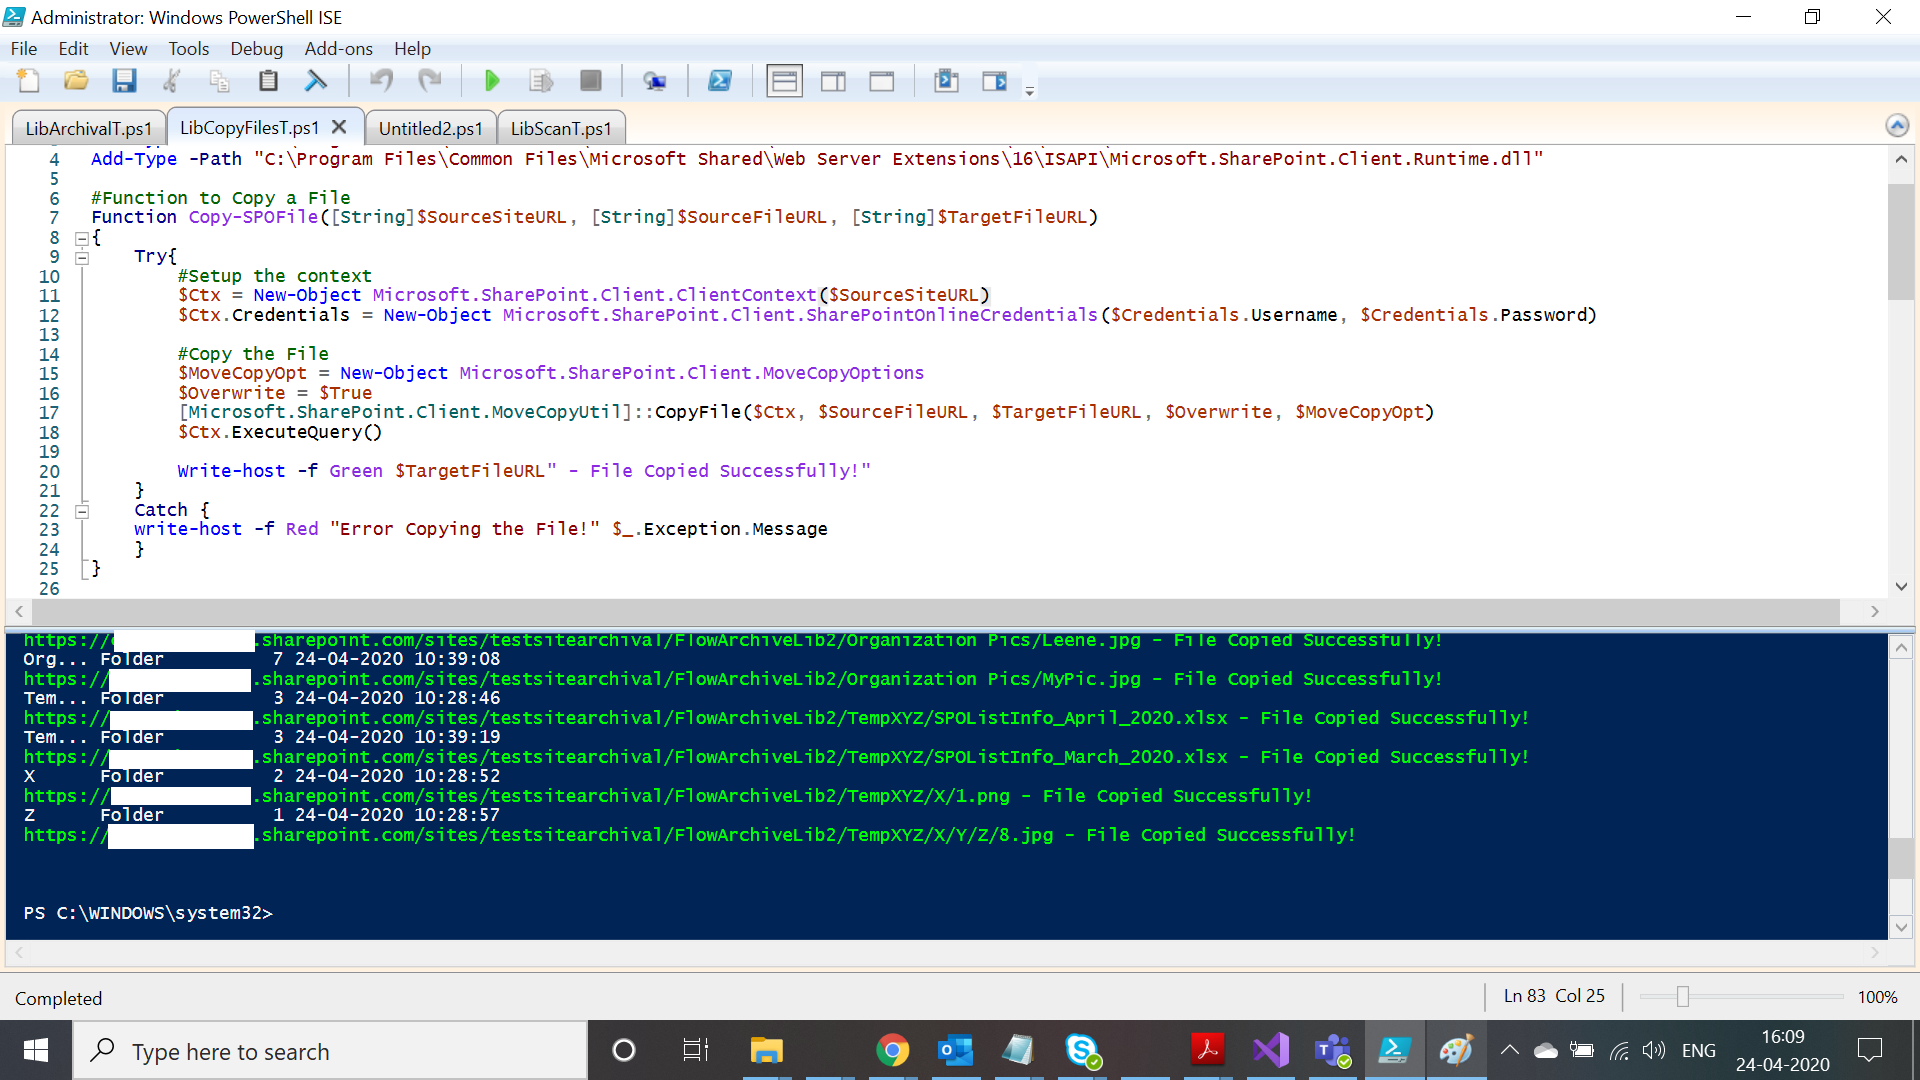 Administrator: Windows PowerShell ISE
File Edit View Tools Debug Add-ons Help
LibArchivalT.ps1 LibCopyFilesT.ps1 Untitled2.ps1 LibScanT.ps1
4 Add-Type -Path "C:\Program Files\Common Files\Microsoft Shared\Web Server Extensions\16\ISAPI\Microsoft.SharePoint.Client.Runtime.dll"
5
6 #Function to Copy a File
7 Function Copy-SPOFile([String]$SourceSiteURL, [String]$SourceFileURL, [String]$TargetFileURL)
8 {
9 Try{
10 #Setup the context
11 $Ctx = New-Object Microsoft.SharePoint.Client.ClientContext($SourceSiteURL)
12 $Ctx.Credentials = New-Object Microsoft.SharePoint.Client.SharePointOnlineCredentials($Credentials.Username, $Credentials.Password)
13
14 #Copy the File
15 $MoveCopyOpt = New-Object Microsoft.SharePoint.Client.MoveCopyOptions
16 $Overwrite = $True
17 [Microsoft.SharePoint.Client.MoveCopyUtil]::CopyFile($Ctx, $SourceFileURL, $TargetFileURL, $Overwrite, $MoveCopyOpt)
18 $Ctx.ExecuteQuery()
19
20 Write-host -f Green $TargetFileURL" - File Copied Successfully!"
21 }
22 Catch {
23 write-host -f Red "Error Copying the File!" $_.Exception.Message
24 }
25 }
26
https:// .sharepoint.com/sites/testsitearchival/FlowArchiveLib2/Organization Pics/Leene.jpg - File Copied Successfully!
Org... Folder 7 24-04-2020 10:39:08
https:// .sharepoint.com/sites/testsitearchival/FlowArchiveLib2/Organization Pics/MyPic.jpg - File Copied Successfully!
Tem... Folder 3 24-04-2020 10:28:46
https:// .sharepoint.com/sites/testsitearchival/FlowArchiveLib2/TempXYZ/SPOListInfo_April_2020.xlsx - File Copied Successfully!
Tem... Folder 3 24-04-2020 10:39:19
https:// .sharepoint.com/sites/testsitearchival/FlowArchiveLib2/TempXYZ/SPOListInfo_March_2020.xlsx - File Copied Successfully!
X Folder 2 24-04-2020 10:28:52
https:// .sharepoint.com/sites/testsitearchival/FlowArchiveLib2/TempXYZ/X/1.png - File Copied Successfully!
Z Folder 1 24-04-2020 10:28:57
https:// .sharepoint.com/sites/testsitearchival/FlowArchiveLib2/TempXYZ/X/Y/Z/8.jpg - File Copied Successfully!
PS C:\WINDOWS\system32>
Completed
Ln 83 Col 25 100%
Type here to search
ENG
16:09
24-04-2020